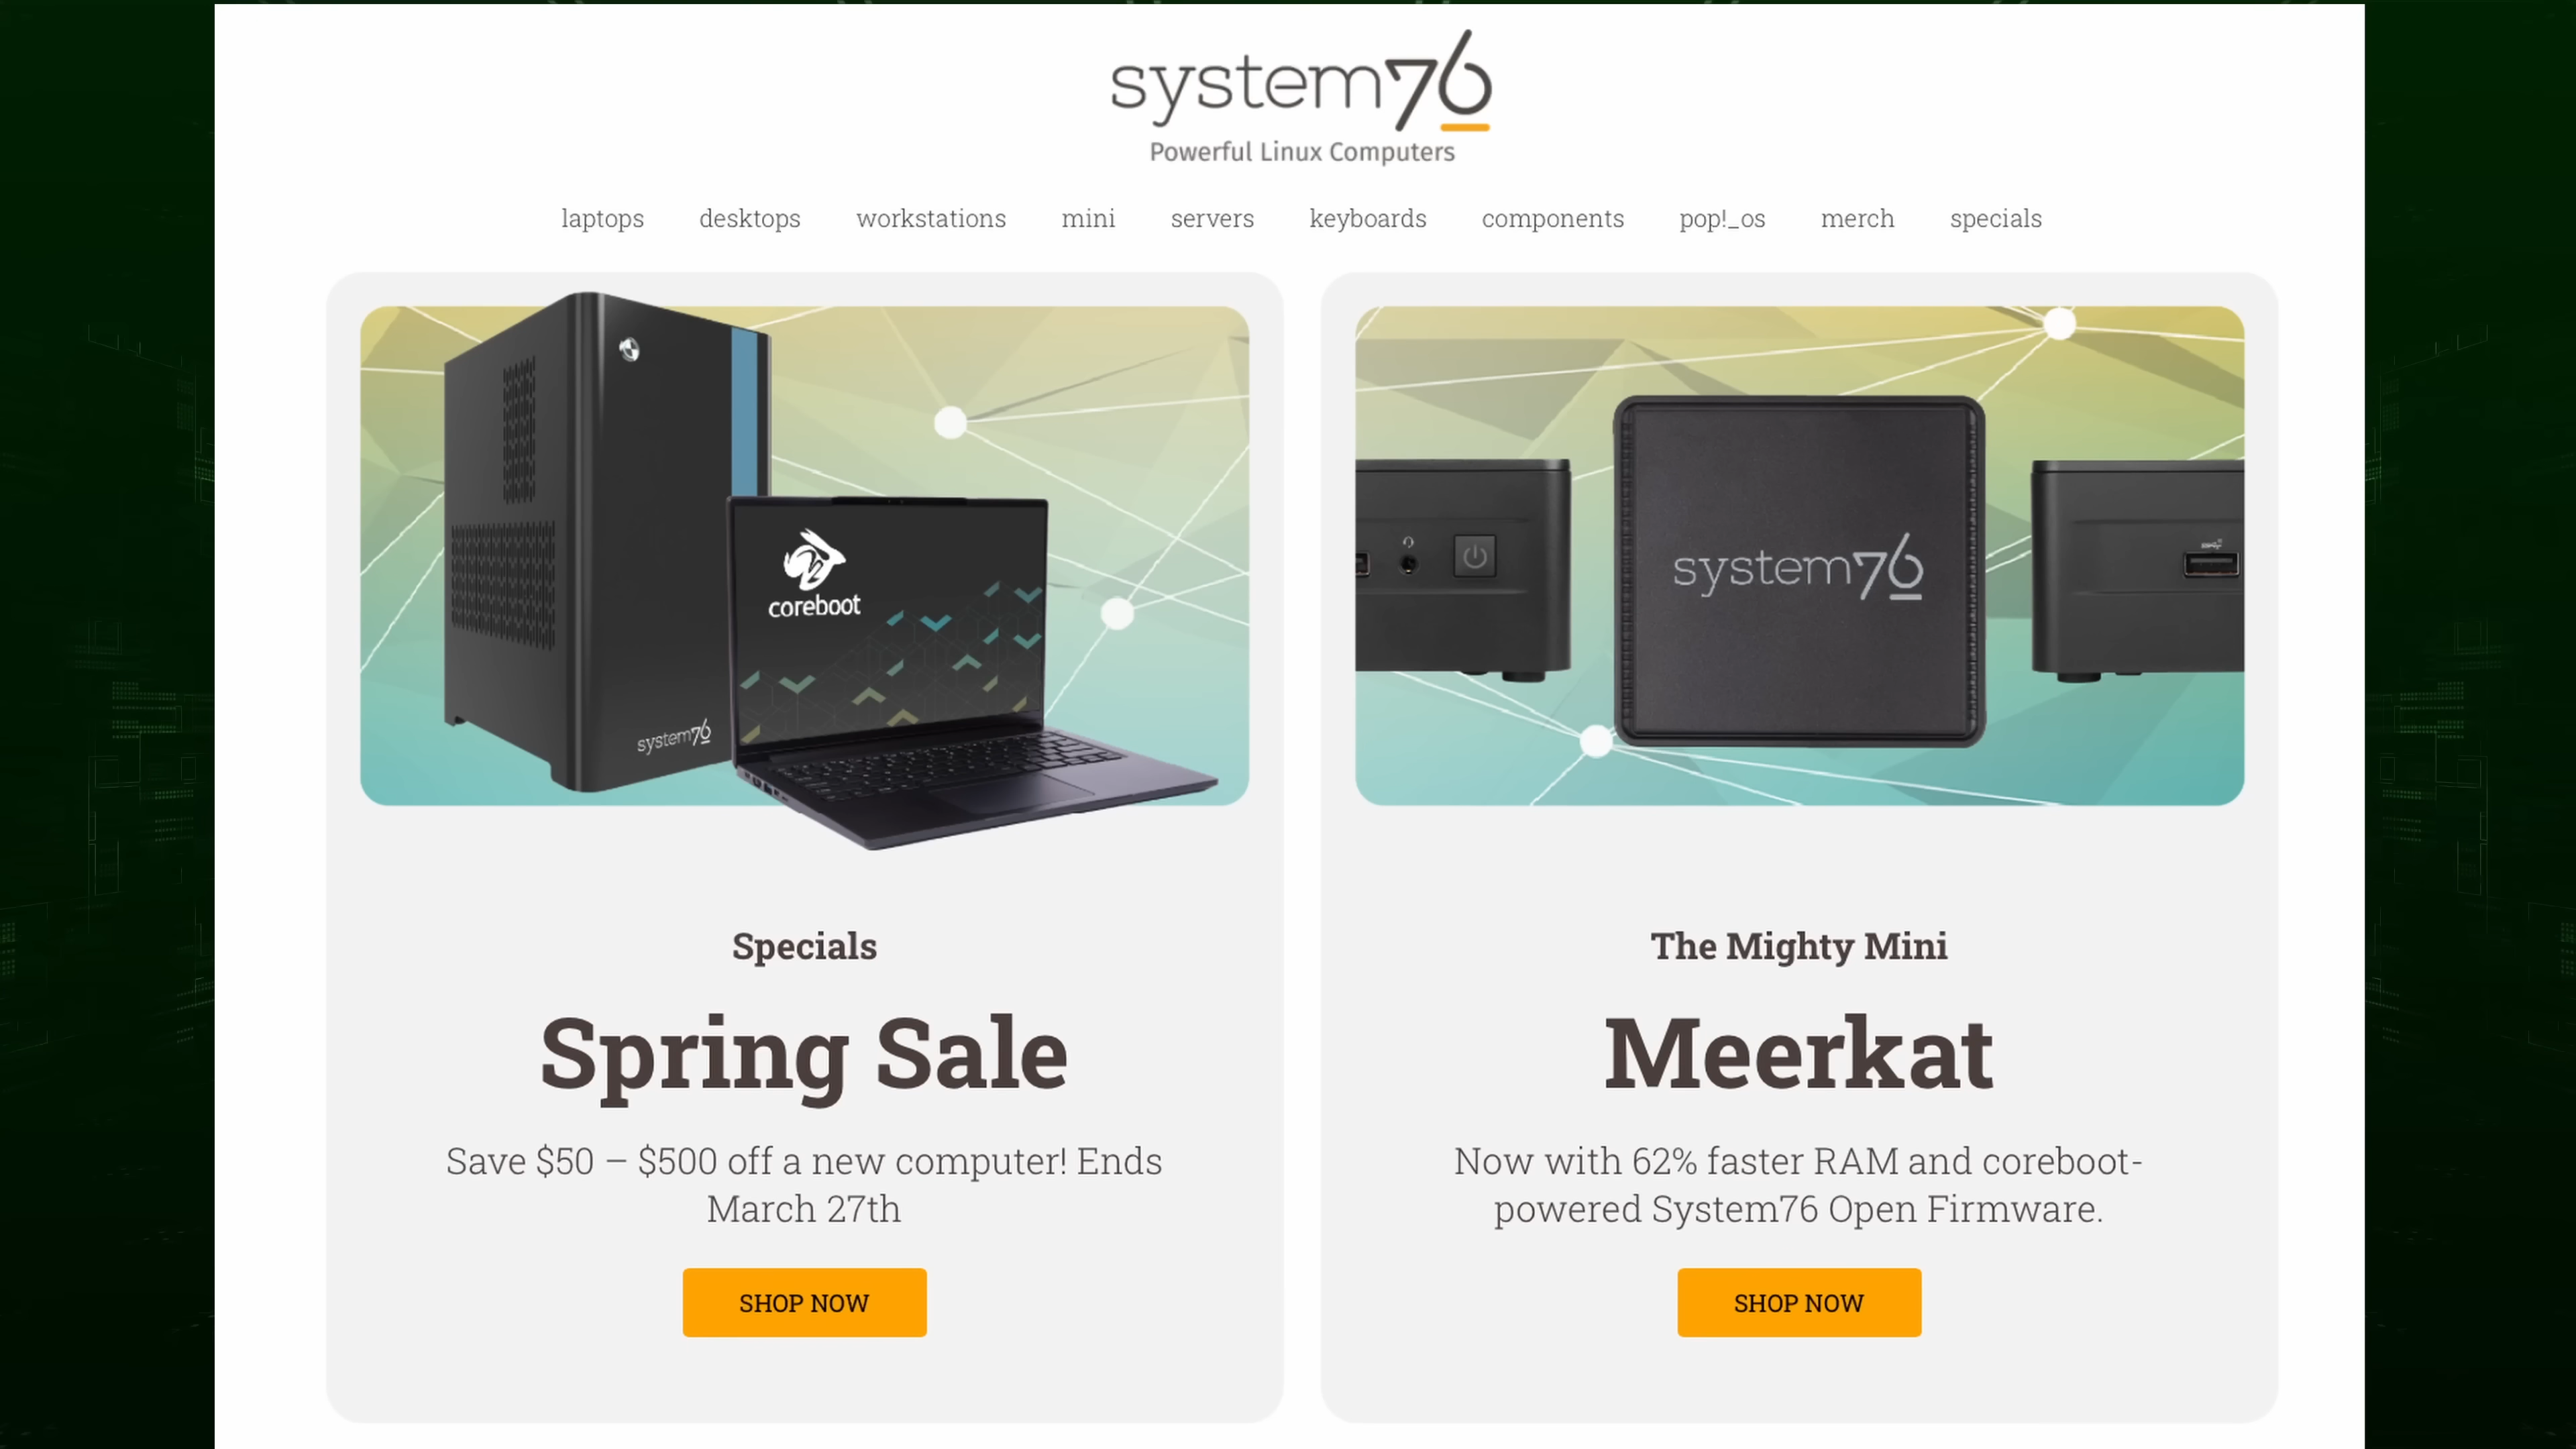 system76
Powerful Linux Computers
laptops desktops workstations mini servers keyboards components pop!_os merch specials
coreboot
system76
system76
Specials
Spring Sale
Save $50 – $500 off a new computer! Ends
March 27th
SHOP NOW
The Mighty Mini
Meerkat
Now with 62% faster RAM and coreboot-
powered System76 Open Firmware.
SHOP NOW